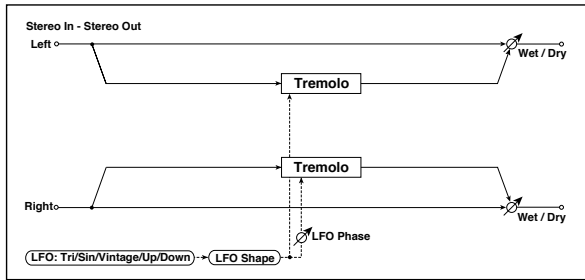 Stereo In - Stereo Out
Left
Wet / Dry
Tremolo
Tremolo
Right
Wet / Dry
LFO Phase
LFO: Tri/Sin/Vintage/Up/Down
LFO Shape